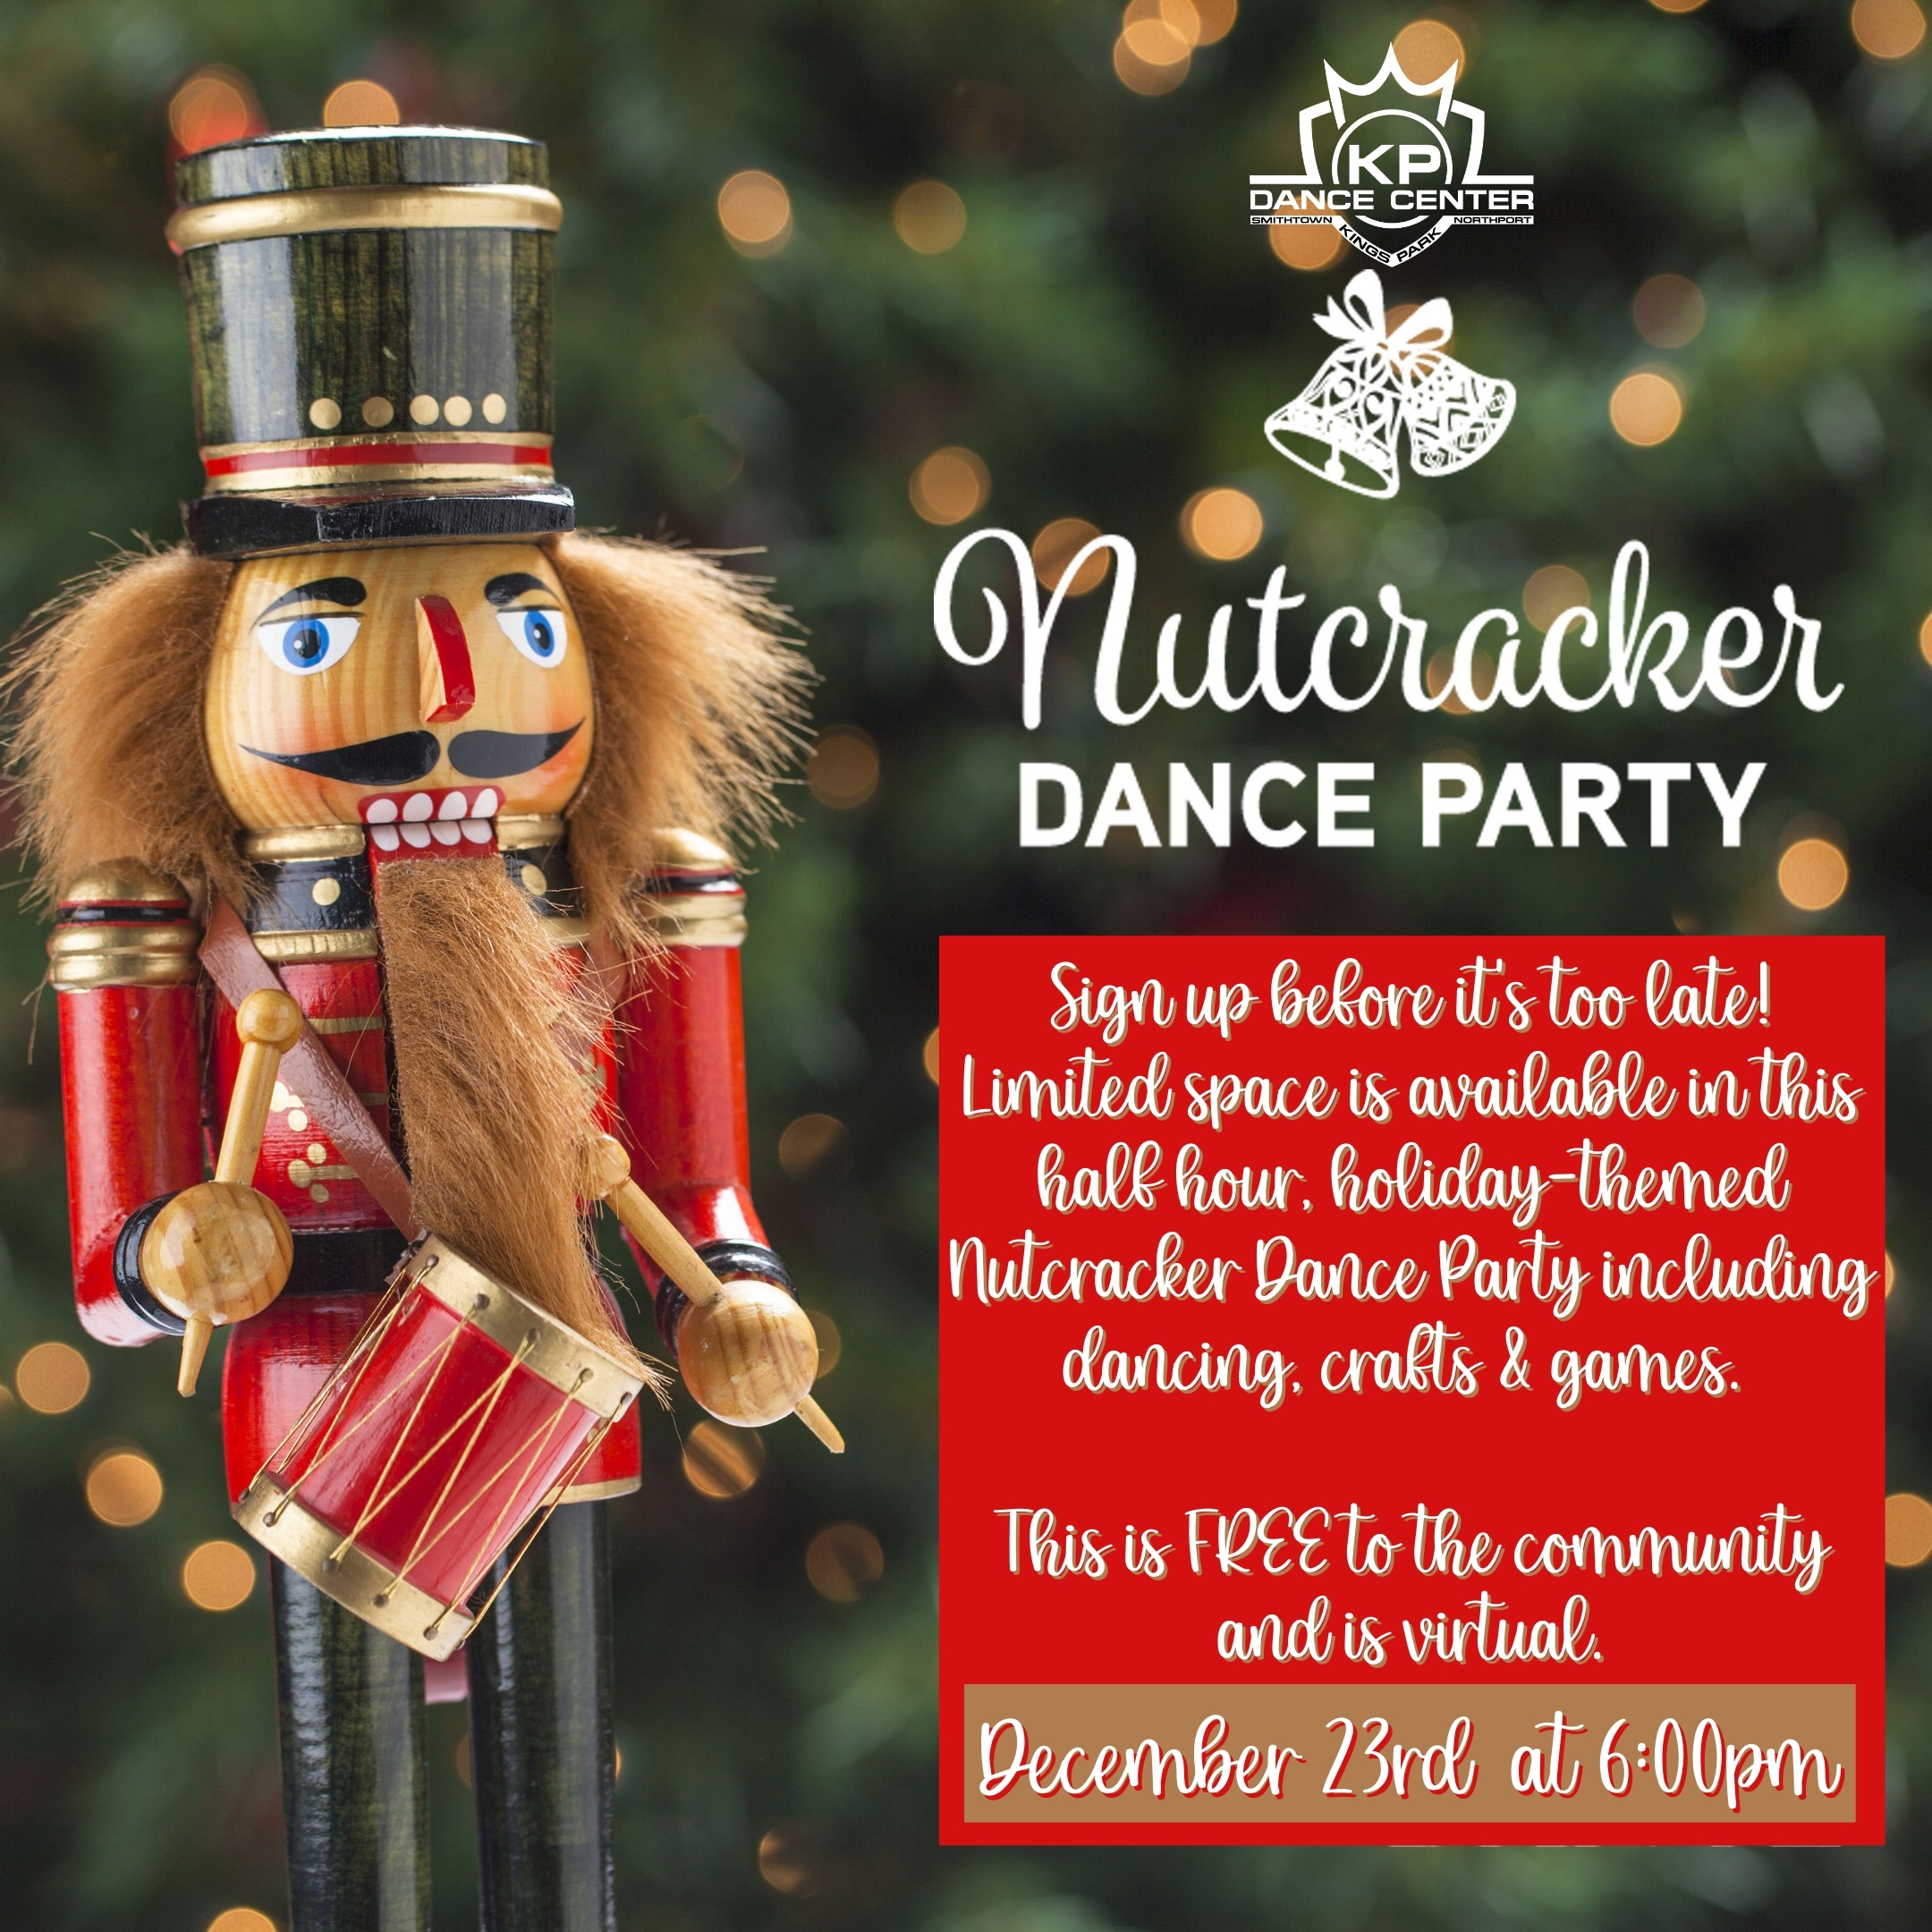 KP
DANCE CENTER
SMITHTOWN NORTHPORT
KINGS PARK
Nutcracker
DANCE PARTY
Sign up before it's too late!
Limited space is available in this
half hour, holiday-themed
Nutcracker Dance Party including
dancing, crafts & games.
This is FREE to the community
and is virtual.
December 23rd at 6:00pm